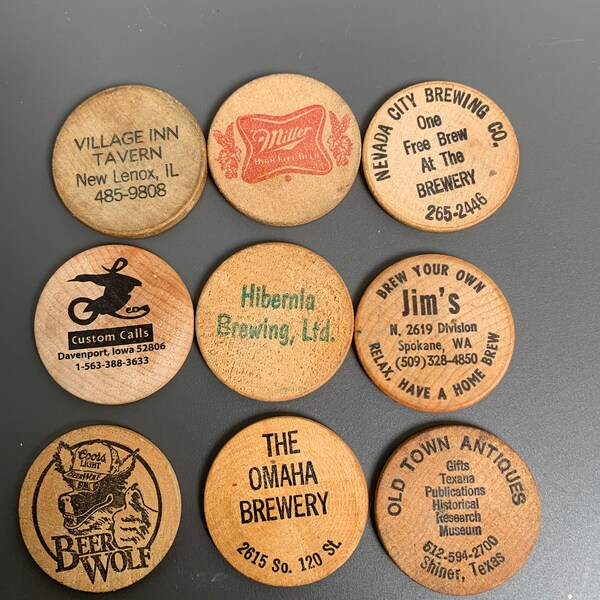 VILLAGE INN
TAVERN
New Lenox, IL
485-9808
Miller
HIGH LIFE BEER
NEVADA CITY BREWING CO.
One
Free Brew
At The
BREWERY
265-2446
Custom Calls
Davenport, Iowa 52806
1-563-388-3633
Hibernia
Brewing, Ltd.
BREW YOUR OWN
Jim's
N. 2619 Division
Spokane, WA
(509) 328-4850
RELAX, HAVE A HOME BREW
Coors
LIGHT
BEER WOLF
THE
OMAHA
BREWERY
2615 So. 120 St.
OLD TOWN ANTIQUES
Gifts
Texana
Publications
Historical
Research
Museum
512-594-2700
Shiner, Texas